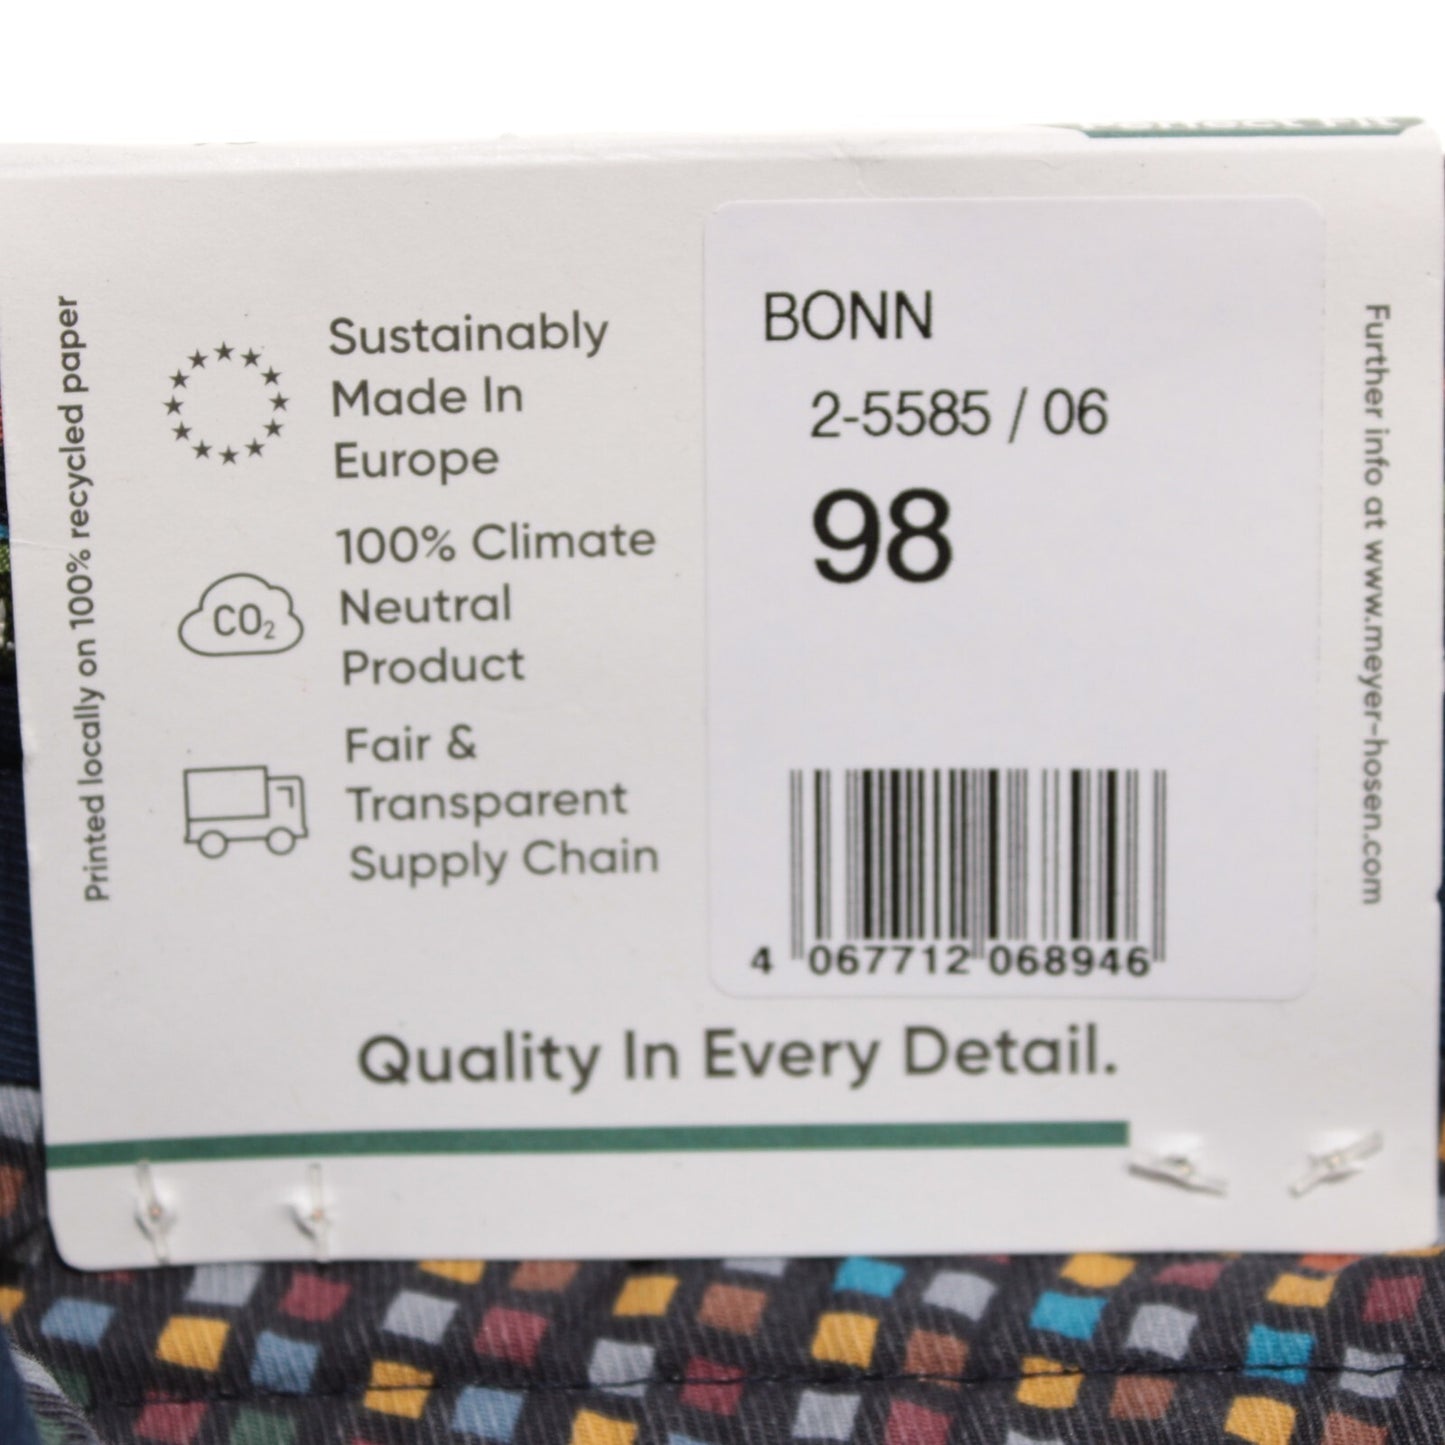 Perfect Fit
Printed locally on 100% recycled paper
Sustainably
Made In
Europe
CO2
100% Climate
Neutral
Product
Fair &
Transparent
Supply Chain
BONN
2-5585 / 06
98
4 067712 068946
Further info at www.meyer-hosen.com
Quality In Every Detail.